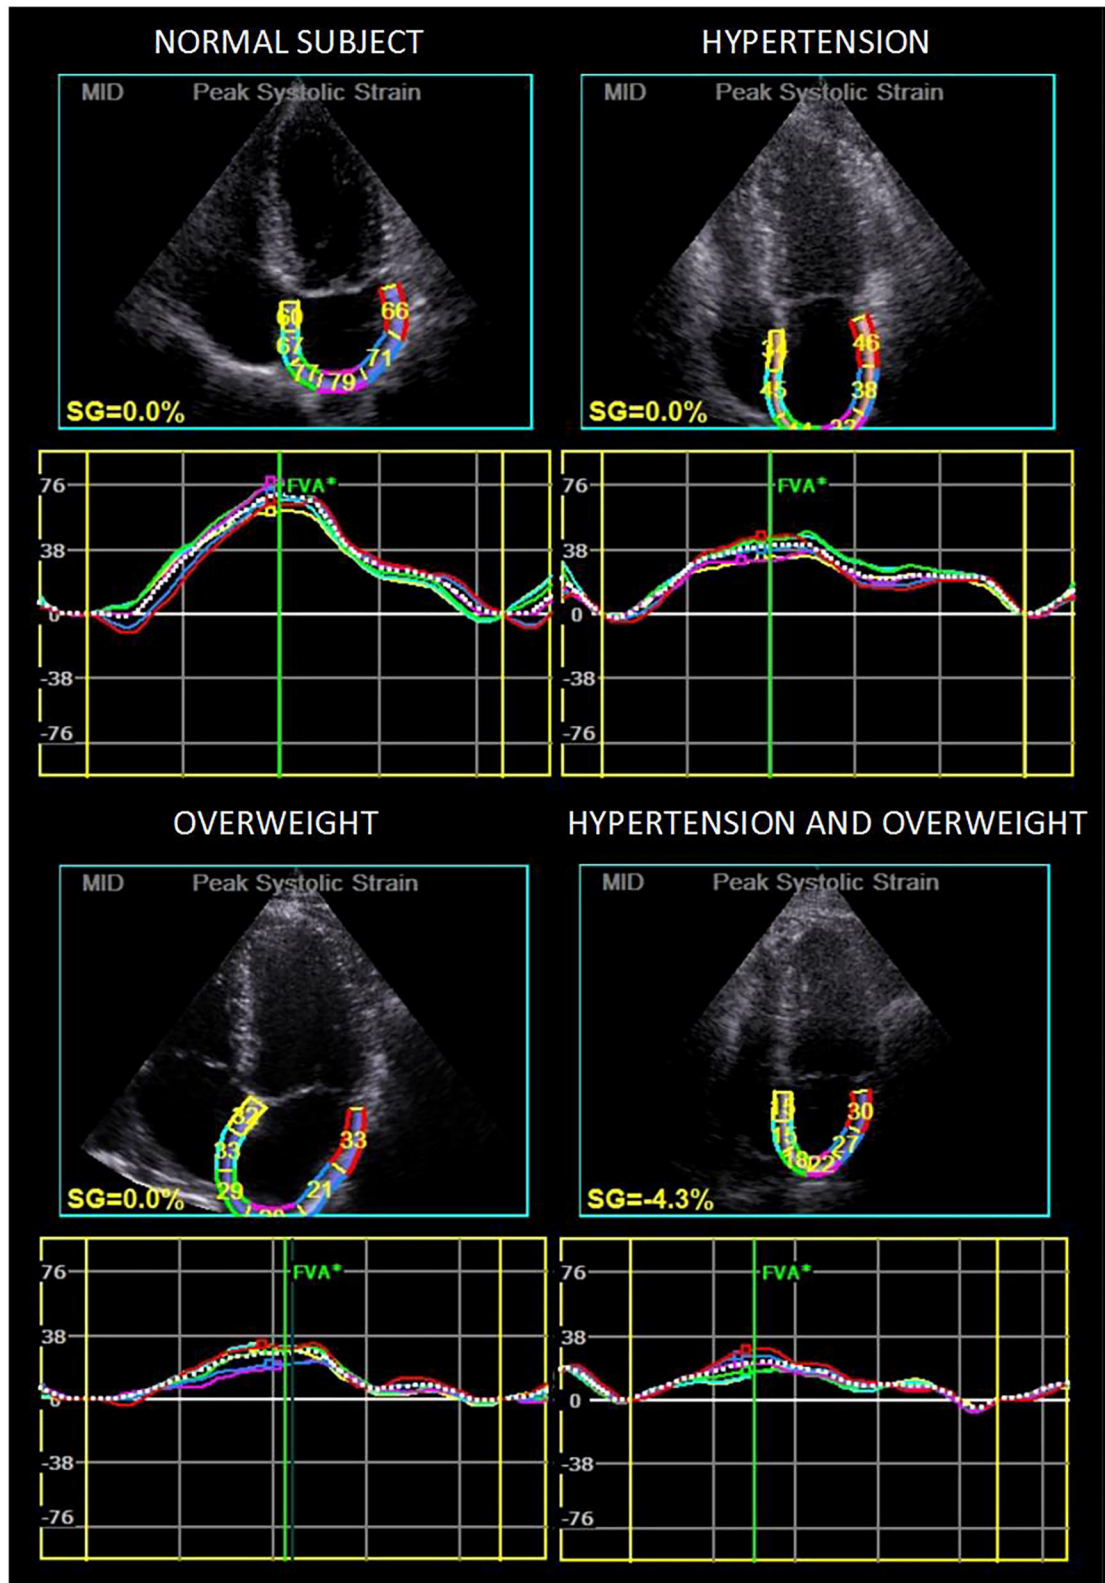 NORMAL SUBJECT
HYPERTENSION
MID Peak Systolic Strain
60
66
67
71
77
79
SG=0.0%
MID Peak Systolic Strain
46
45
38
SG=0.0%
76
FVA*
38
0
-38
-76
76
FVA*
38
0
-38
-76
OVERWEIGHT
HYPERTENSION AND OVERWEIGHT
MID Peak Systolic Strain
32
33
33
29
21
SG=0.0%
MID Peak Systolic Strain
30
27
18
22
SG=-4.3%
76
FVA*
38
0
-38
-76
76
FVA*
38
0
-38
-76